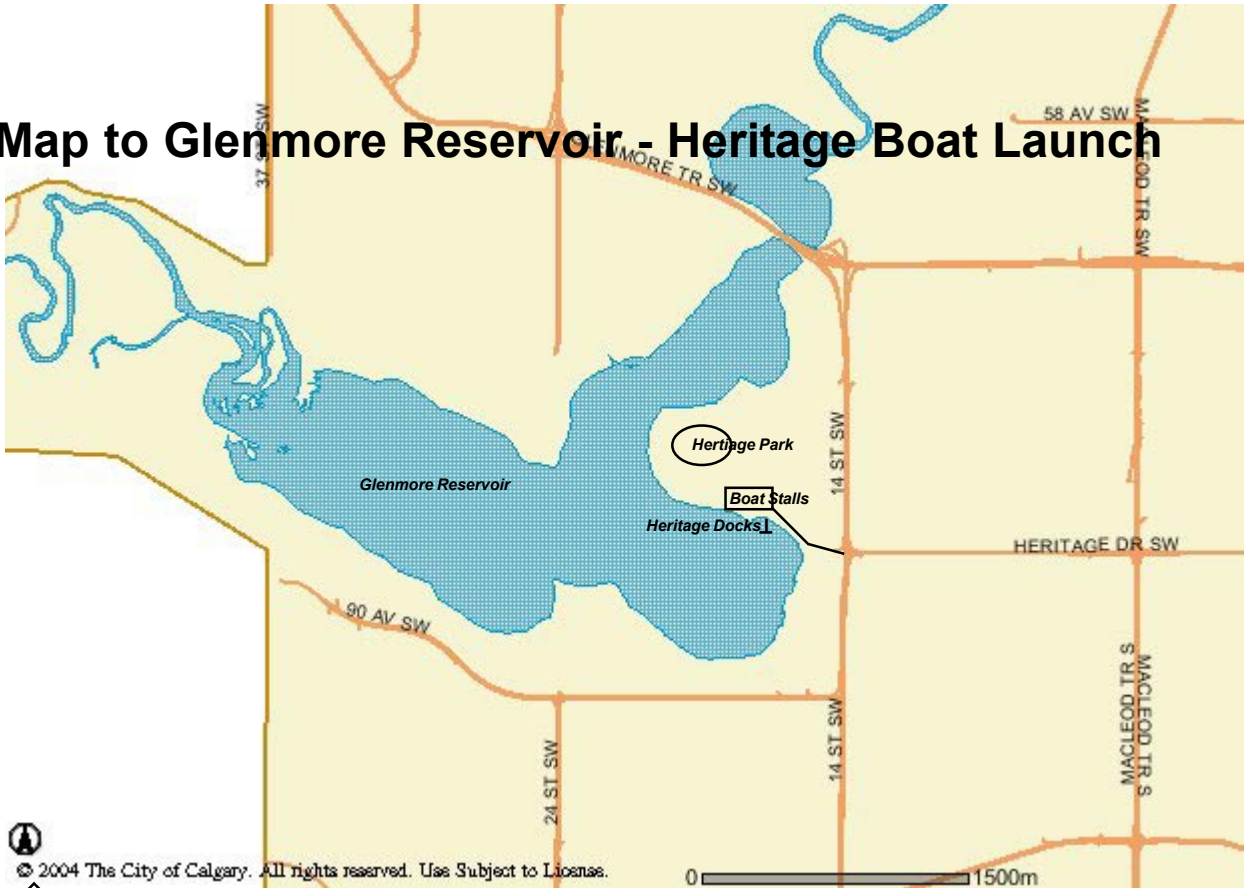 58 AV SW
Map to Glenmore Reservoir - Heritage Boat Launch
37 ST SW
GLENMORE TR SW
MACLEOD TR SW
14 ST SW
Hertiage Park
Glenmore Reservoir
Boat Stalls
Heritage Docks
HERITAGE DR SW
90 AV SW
24 ST SW
14 ST SW
MACLEOD TR S
MACLEOD TR S
© 2004 The City of Calgary. All rights reserved. Use Subject to License.
0 1500m